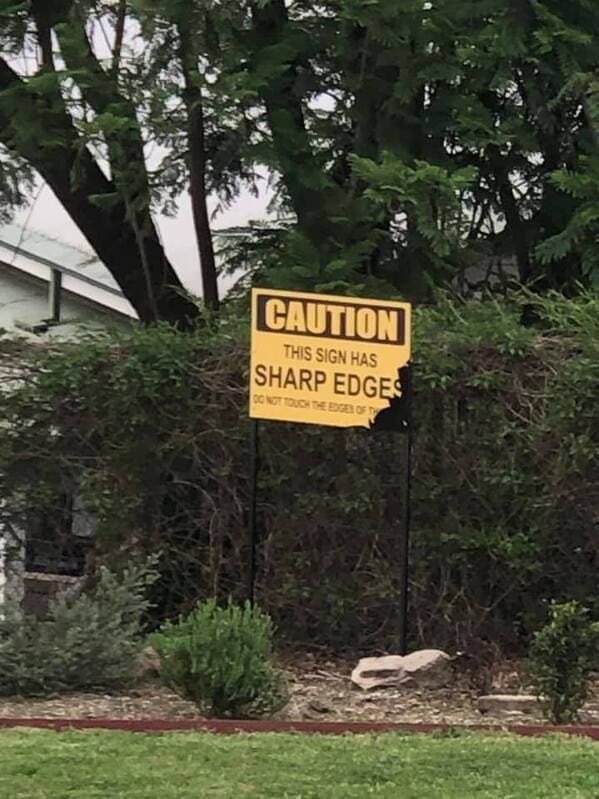 CAUTION
THIS SIGN HAS
SHARP EDGES
DO NOT TOUCH THE EDGES OF